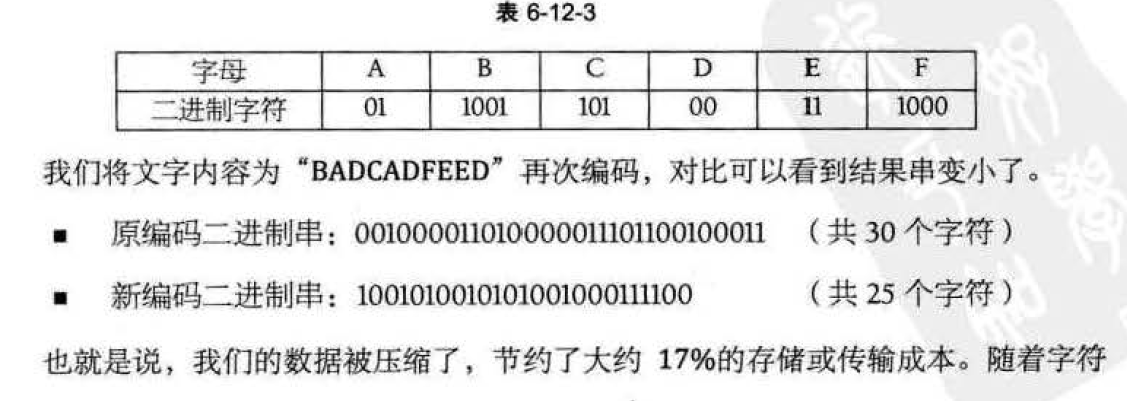 表 6-12-3
字母 A B C D E F
二进制字符 01 1001 101 00 11 1000
我们将文字内容为“BADCADFEED”再次编码，对比可以看到结果串变小了。
■ 原编码二进制串：001000011010000011101100100011 （共 30 个字符）
■ 新编码二进制串：1001010010101001000111100 （共 25 个字符）
也就是说，我们的数据被压缩了，节约了大约 17%的存储或传输成本。随着字符